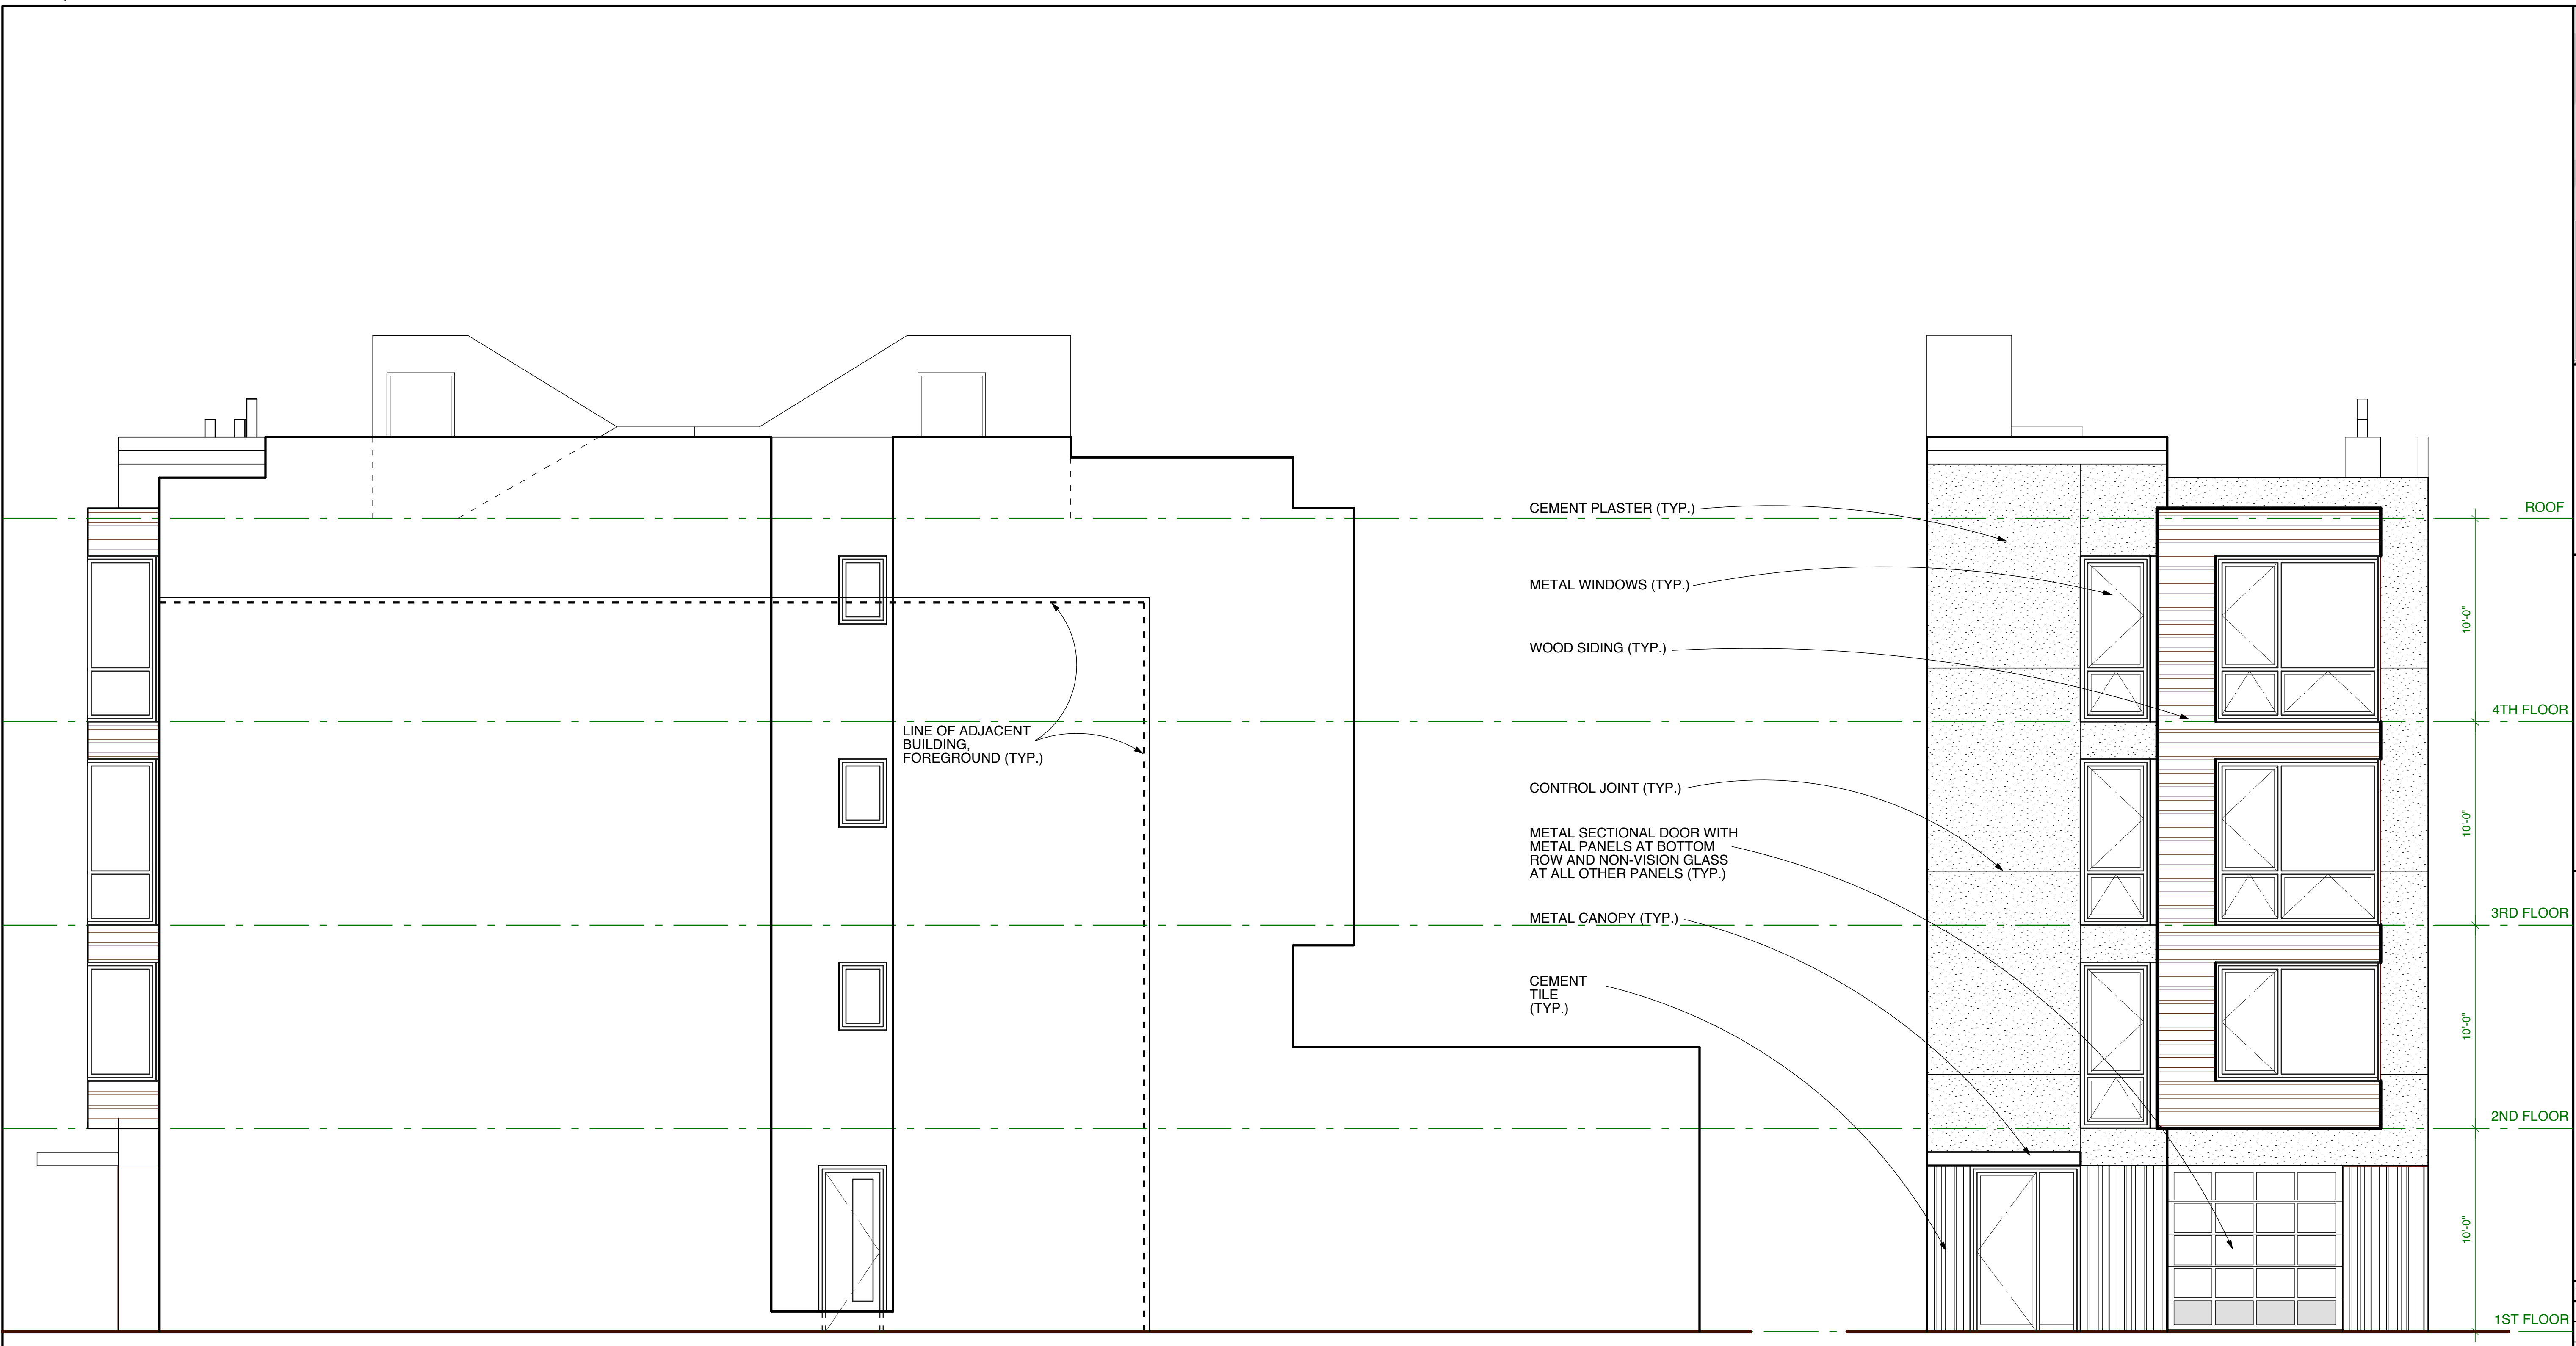 CEMENT PLASTER (TYP.)
METAL WINDOWS (TYP.)
WOOD SIDING (TYP.)
LINE OF ADJACENT
BUILDING,
FOREGROUND (TYP.)
CONTROL JOINT (TYP.)
METAL SECTIONAL DOOR WITH
METAL PANELS AT BOTTOM
ROW AND NON-VISION GLASS
AT ALL OTHER PANELS (TYP.)
METAL CANOPY (TYP.)
CEMENT
TILE
(TYP.)
ROOF
10'-0"
4TH FLOOR
10'-0"
3RD FLOOR
10'-0"
2ND FLOOR
10'-0"
1ST FLOOR